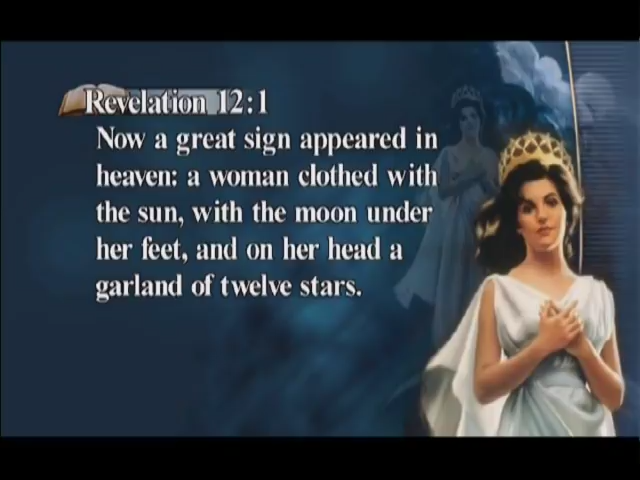 Revelation 12:1
Now a great sign appeared in
heaven: a woman clothed with
the sun, with the moon under
her feet, and on her head a
garland of twelve stars.